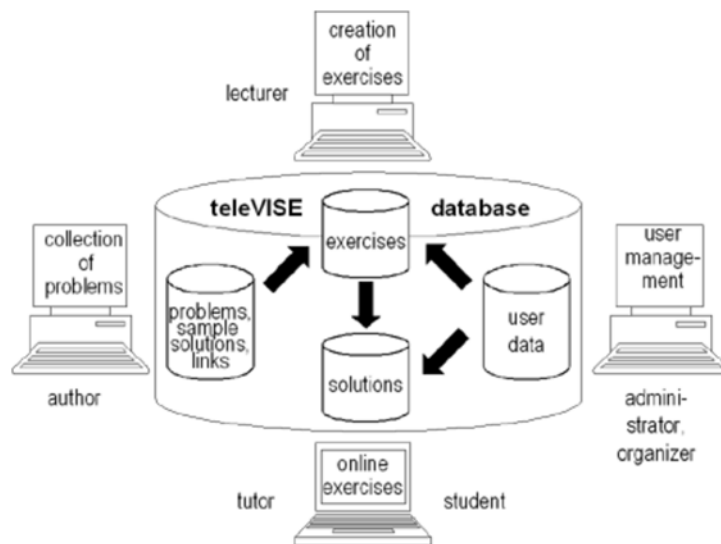 creation
of
exercises
lecturer
teleVISE database
collection
of
problems
exercises
user
manage-
ment
problems,
sample
solutions,
links
user
data
solutions
author
admini-
strator,
organizer
online
exercises
tutor
student